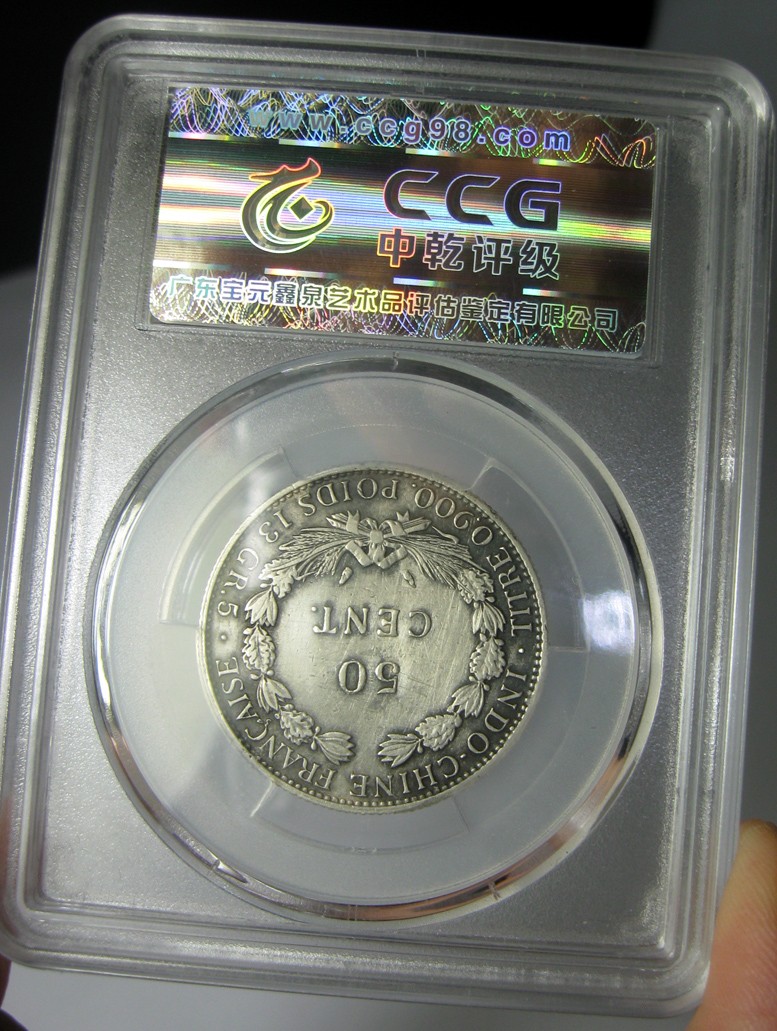 www.ccg98.com
CCG
中乾评级
广东宝元鑫泉艺术品评估鉴定有限公司
INDO-CHINE FRANÇAISE
50
CENT.
TITRE 0,900. POIDS 13 GR.5